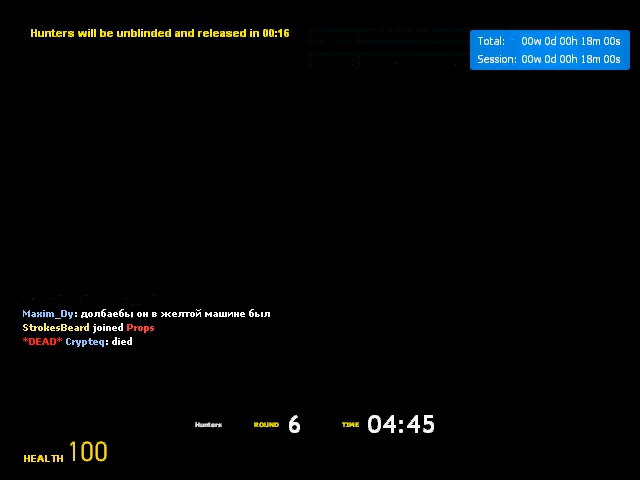 Hunters will be unblinded and released in 00:16
Total: 00w 0d 00h 18m 00s
Session: 00w 0d 00h 18m 00s
Maxim_Dy: долбаебы он в желтой машине был
StrokesBeard joined Props
*DEAD* Crypteq: died
Hunters ROUND 6 TIME 04:45
HEALTH 100